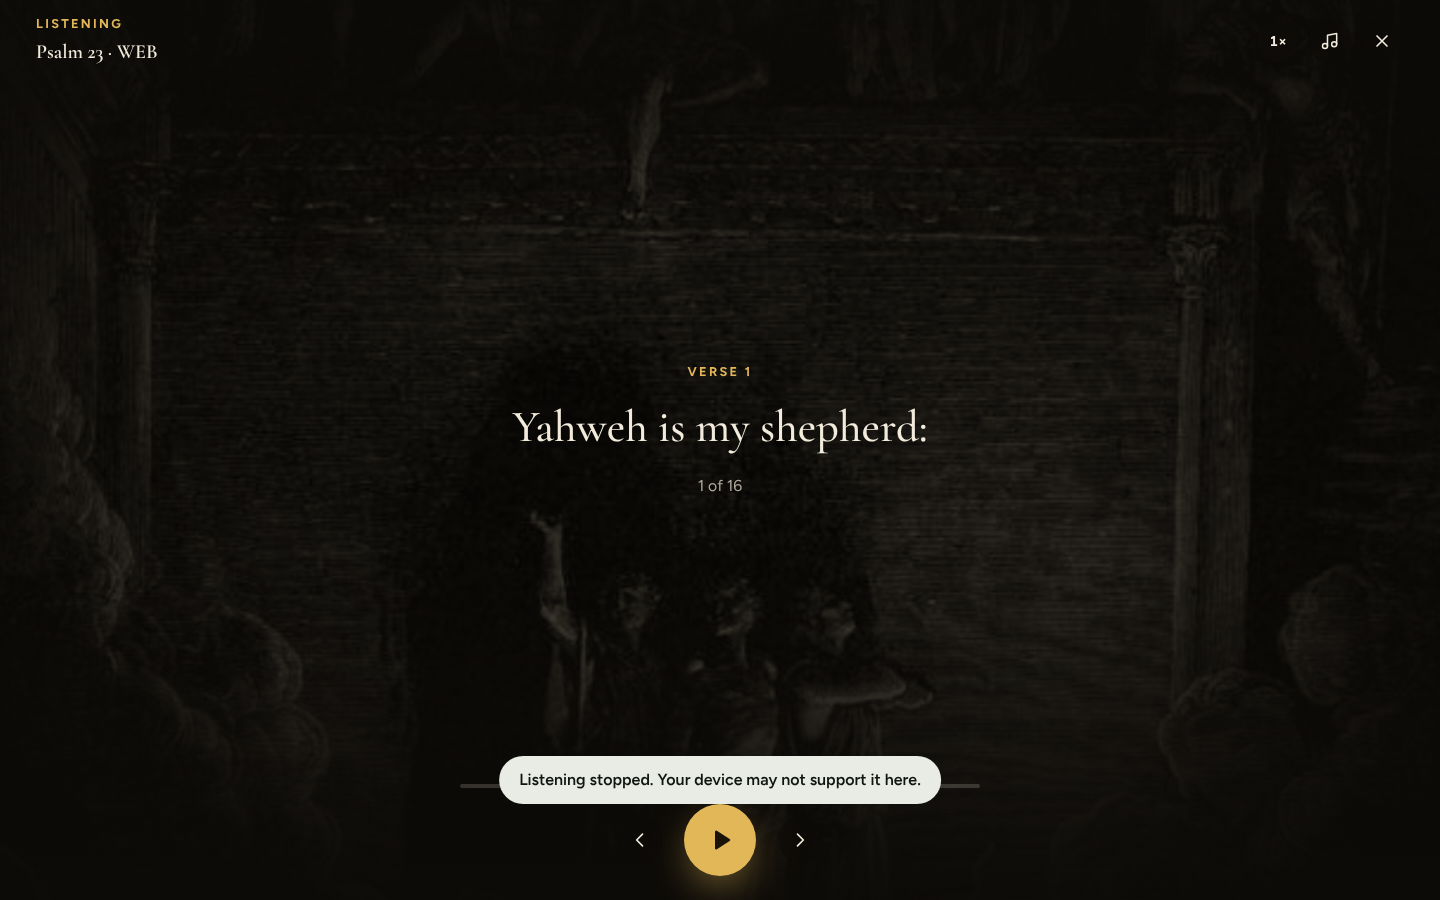 LISTENING
Psalm 23 · WEB
1×
VERSE 1
Yahweh is my shepherd:
1 of 16
Listening stopped. Your device may not support it here.